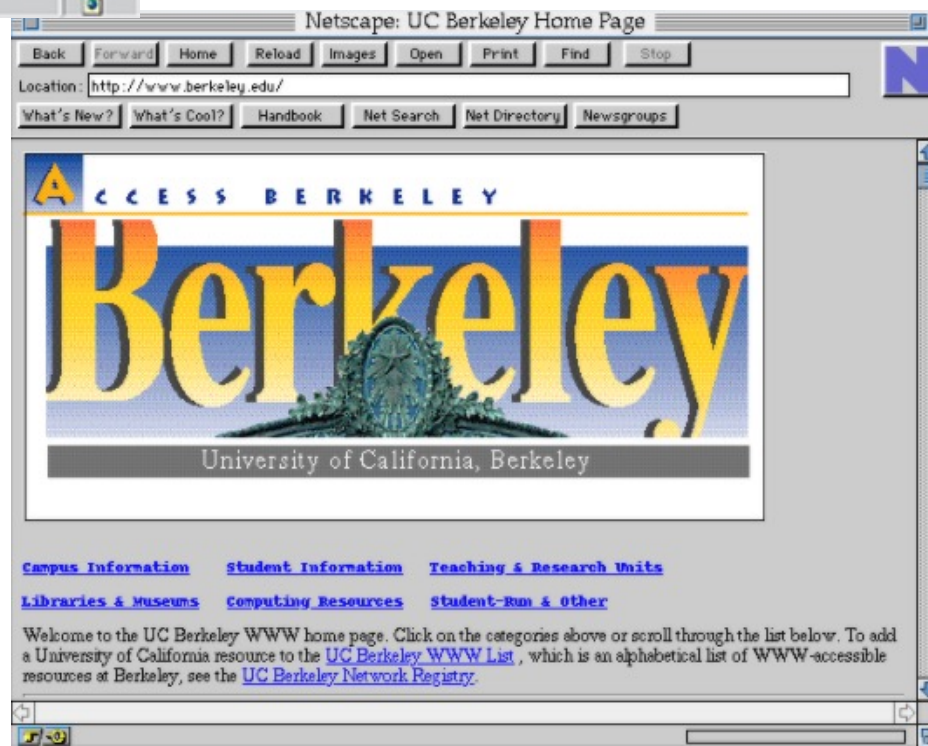 Netscape: UC Berkeley Home Page
Back Forward Home Reload Images Open Print Find Stop
N
Location: http://www.berkeley.edu/
What's New? What's Cool? Handbook Net Search Net Directory Newsgroups
ACCESS BERKELEY
Berkeley
University of California, Berkeley
Campus Information Student Information Teaching & Research Units
Libraries & Museums Computing Resources Student-Run & Other
Welcome to the UC Berkeley WWW home page. Click on the categories above or scroll through the list below. To add
a University of California resource to the UC Berkeley WWW List , which is an alphabetical list of WWW-accessible
resources at Berkeley, see the UC Berkeley Network Registry.